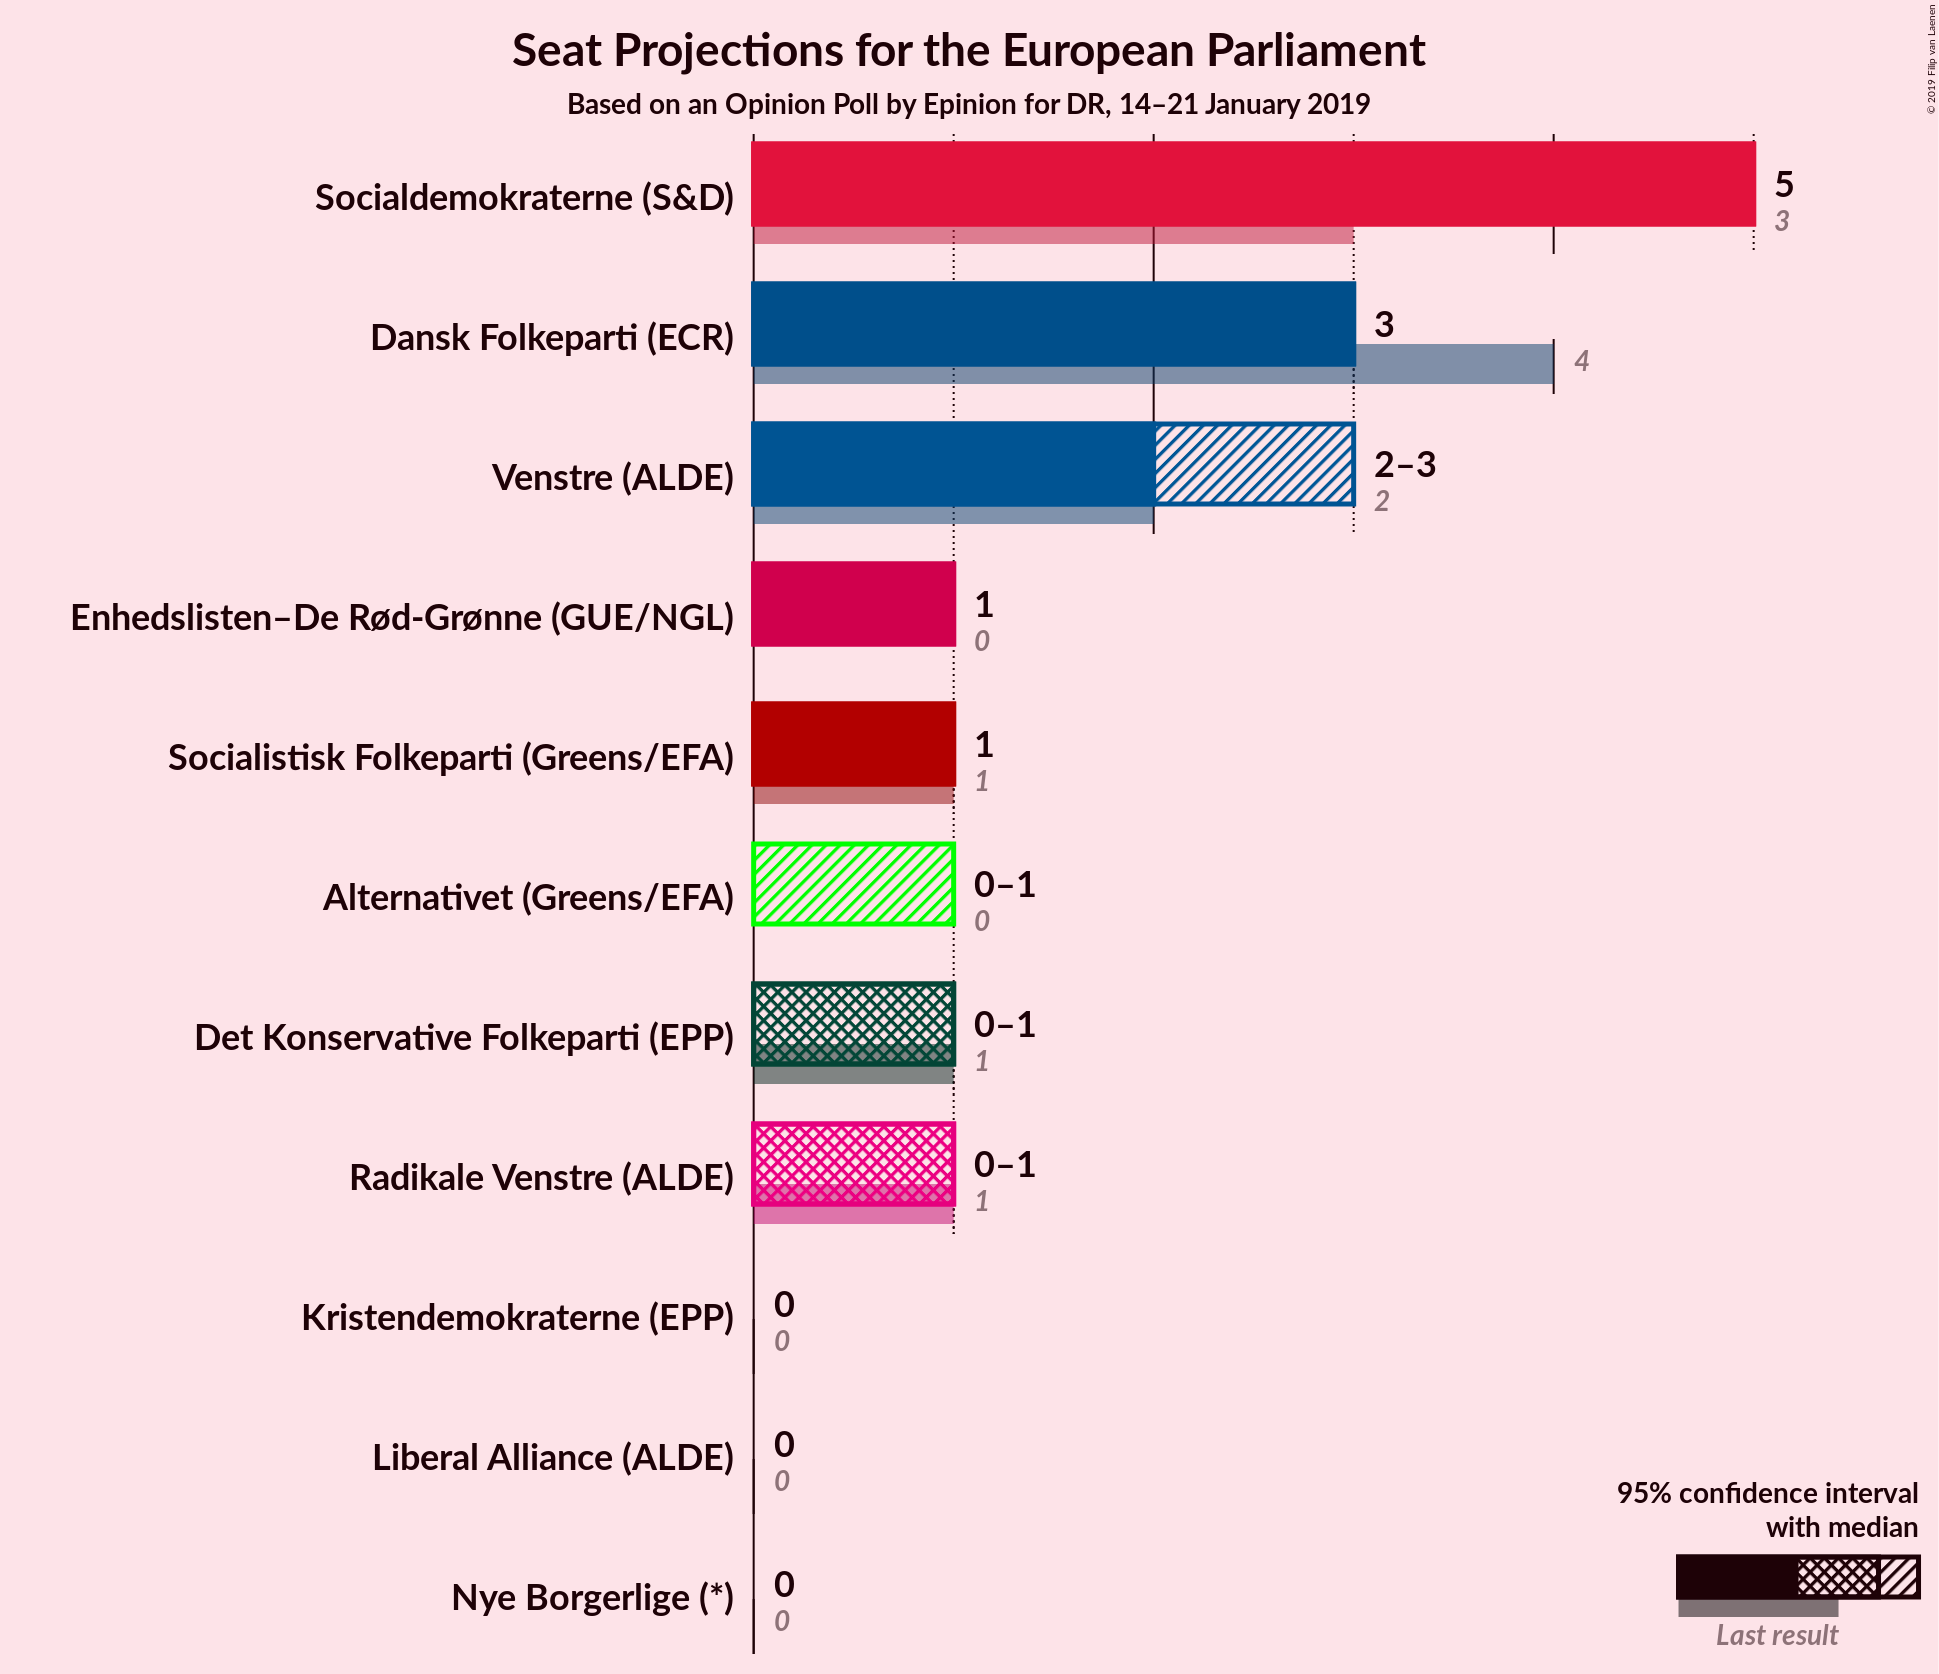 Seat Projections for the European Parliament
Based on an Opinion Poll by Epinion for DR, 14–21 January 2019
© 2019 Filip van Laenen
Socialdemokraterne (S&D)
5
3
Dansk Folkeparti (ECR)
3
4
Venstre (ALDE)
2–3
2
Enhedslisten–De Rød-Grønne (GUE/NGL)
1
0
Socialistisk Folkeparti (Greens/EFA)
1
1
Alternativet (Greens/EFA)
0–1
0
Det Konservative Folkeparti (EPP)
0–1
1
Radikale Venstre (ALDE)
0–1
1
Kristendemokraterne (EPP)
0
0
Liberal Alliance (ALDE)
0
0
Nye Borgerlige (*)
0
0
95% confidence interval
with median
Last result